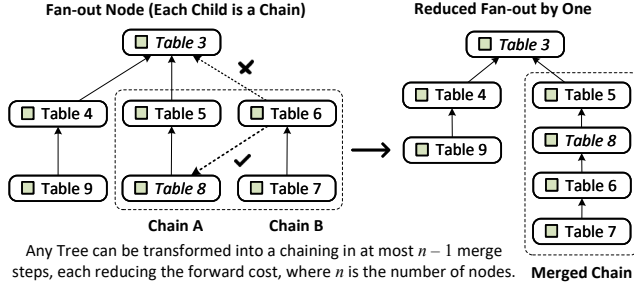 Fan-out Node (Each Child is a Chain)
Table 3
Table 4
Table 5
Table 6
Table 9
Table 8
Table 7
Chain A
Chain B
Reduced Fan-out by One
Table 3
Table 4
Table 5
Table 9
Table 8
Table 6
Table 7
Merged Chain
Any Tree can be transformed into a chaining in at most n – 1 merge
steps, each reducing the forward cost, where n is the number of nodes.